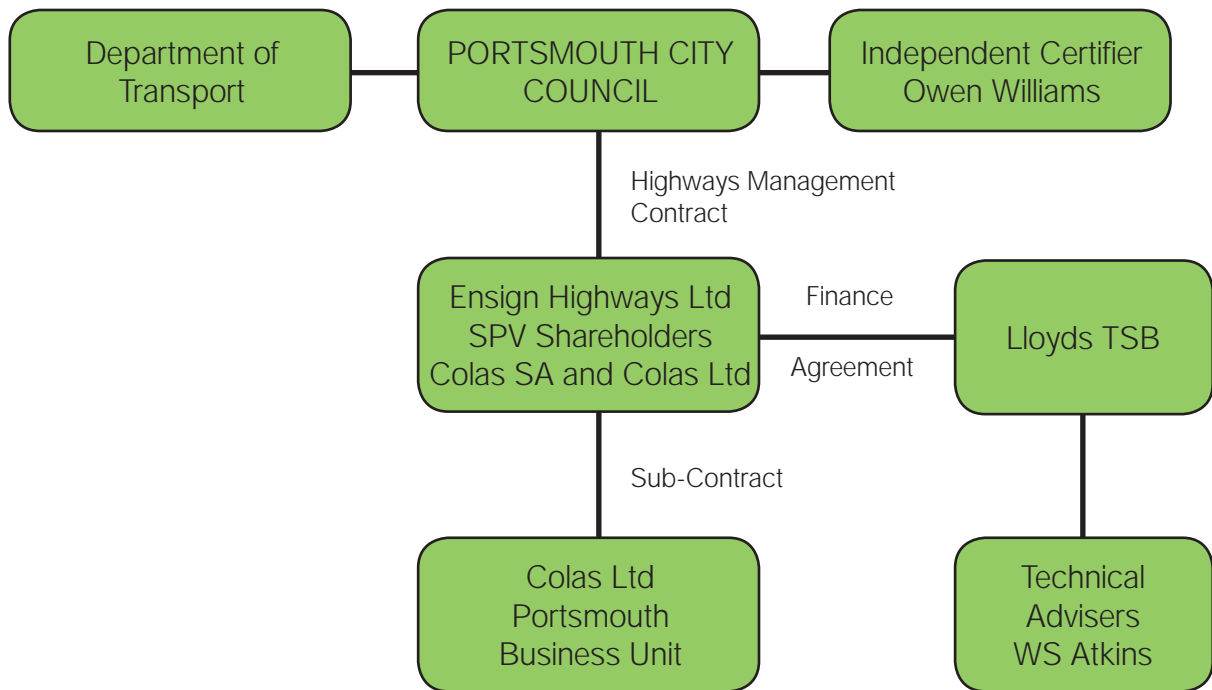 Department of
Transport
PORTSMOUTH CITY
COUNCIL
Independent Certifier
Owen Williams
Highways Management
Contract
Ensign Highways Ltd
SPV Shareholders
Colas SA and Colas Ltd
Finance
Agreement
Lloyds TSB
Sub-Contract
Colas Ltd
Portsmouth
Business Unit
Technical
Advisers
WS Atkins